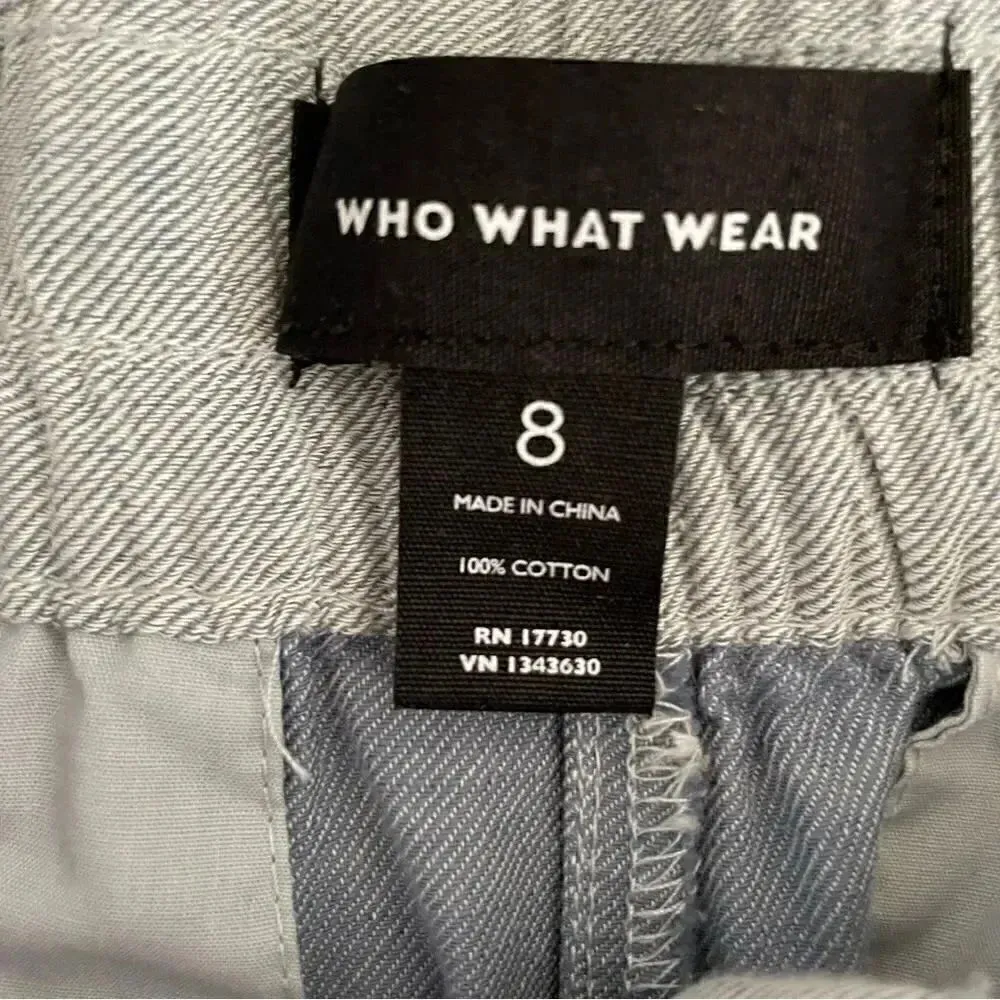 WHO WHAT WEAR
8
MADE IN CHINA
100% COTTON
RN 17730
VN 1343630